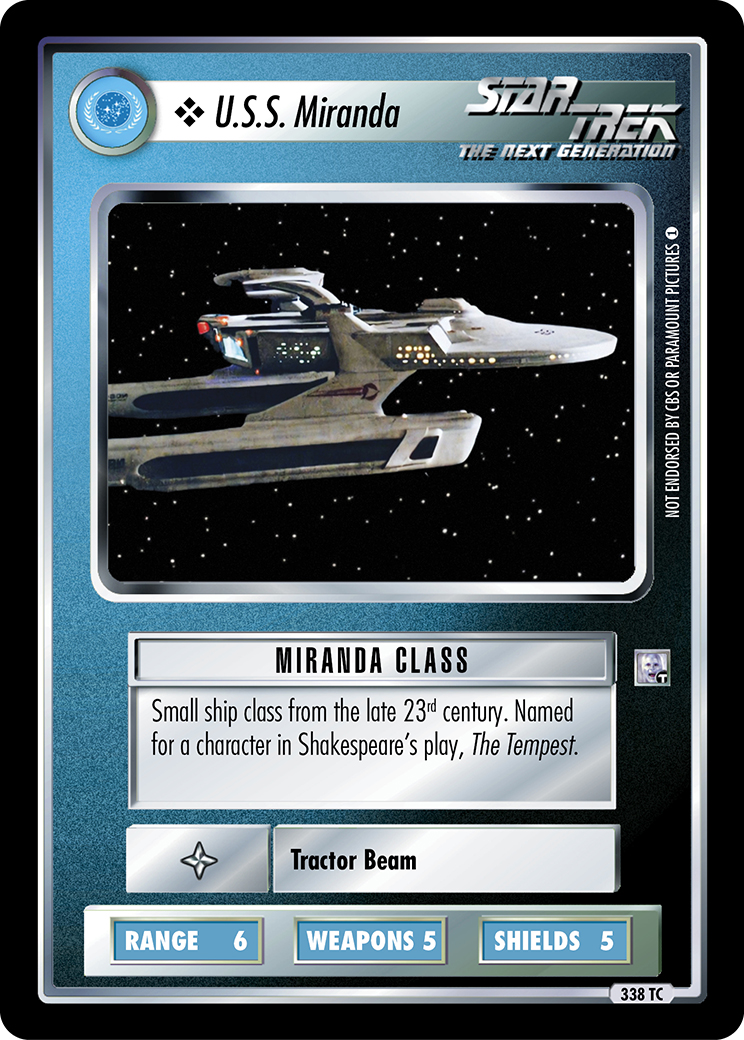 ❖ U.S.S. Miranda
STAR TREK
THE NEXT GENERATION
NOT ENDORSED BY CBS OR PARAMOUNT PICTURES 1
MIRANDA CLASS
Small ship class from the late 23rd century. Named
for a character in Shakespeare's play, The Tempest.
T
Tractor Beam
RANGE 6
WEAPONS 5
SHIELDS 5
338 TC